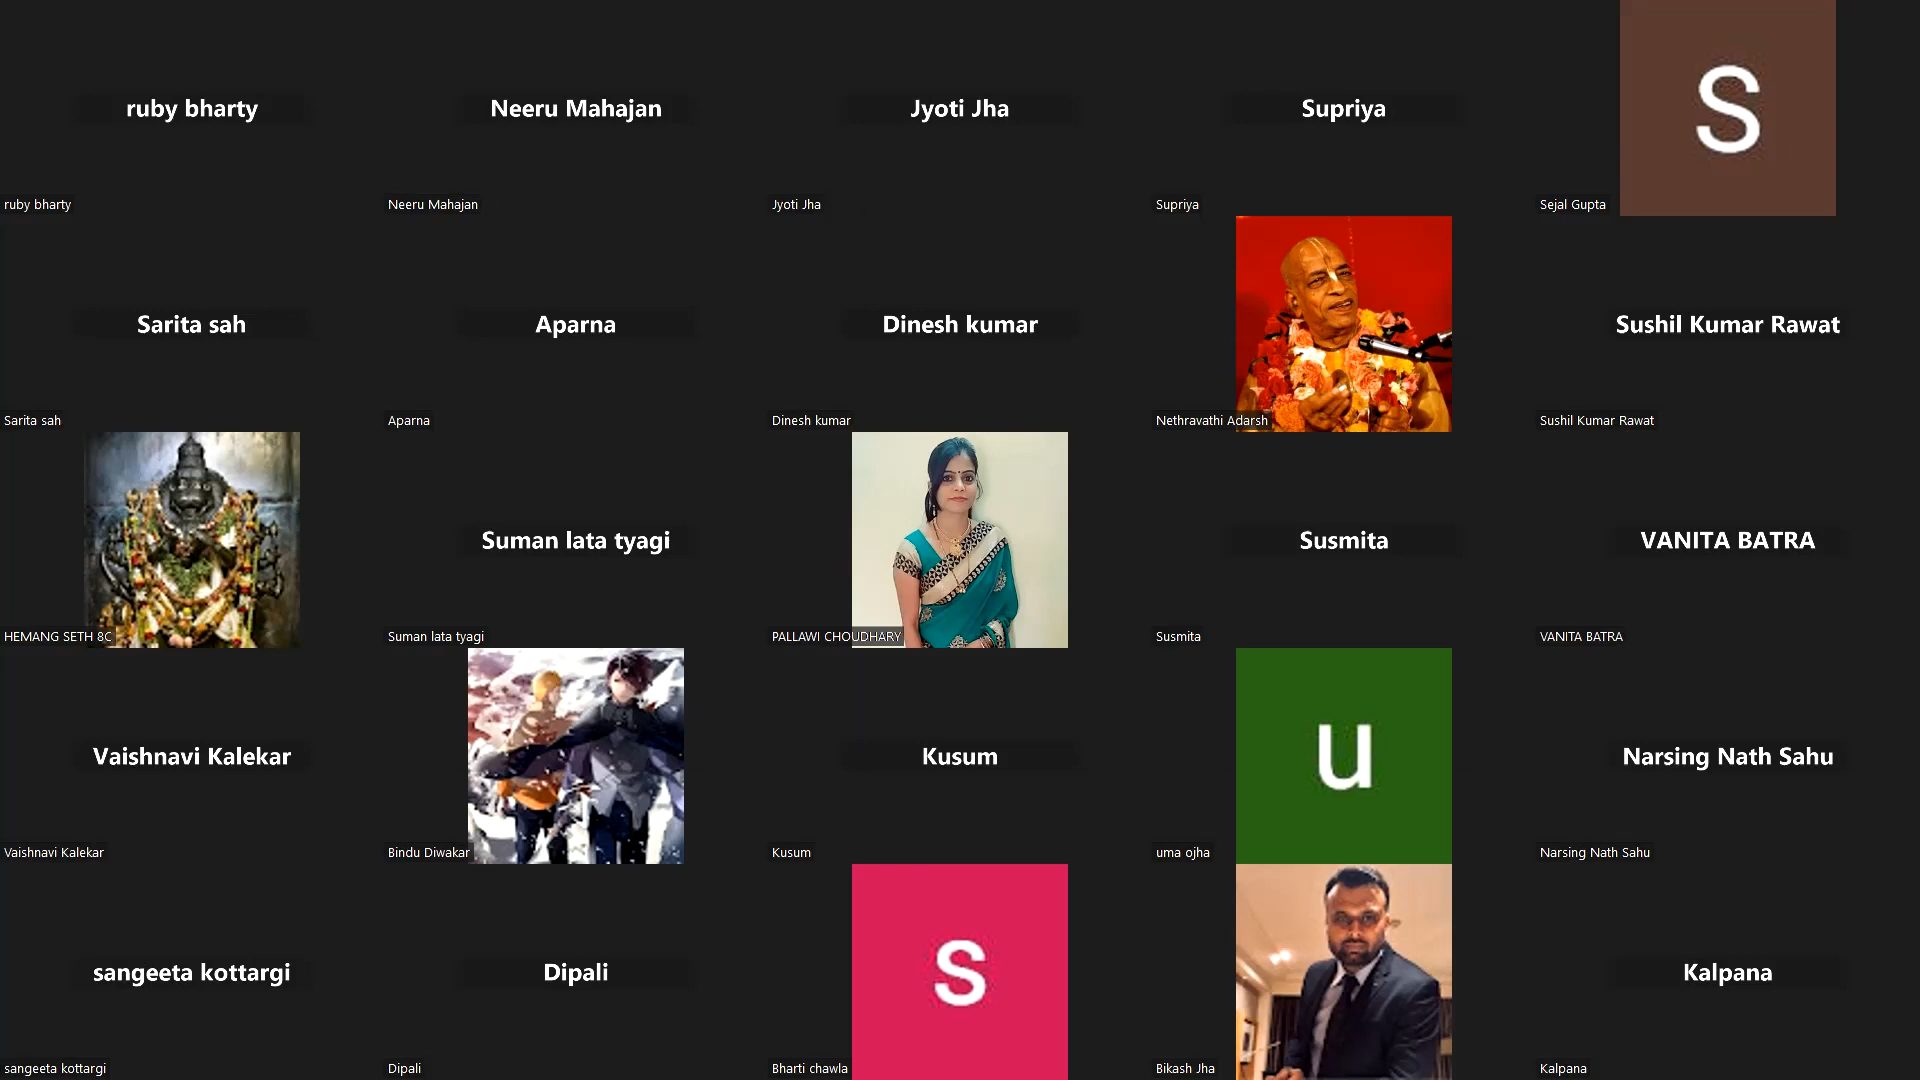 ruby bharty
Neeru Mahajan
Jyoti Jha
Supriya
S
ruby bharty
Neeru Mahajan
Jyoti Jha
Supriya
Sejal Gupta
Sarita sah
Aparna
Dinesh kumar
Sushil Kumar Rawat
Sarita sah
Aparna
Dinesh kumar
Nethravathi Adarsh
Sushil Kumar Rawat
Suman lata tyagi
Susmita
VANITA BATRA
HEMANG SETH 8C
Suman lata tyagi
PALLAWI CHOUDHARY
Susmita
VANITA BATRA
Vaishnavi Kalekar
Kusum
u
Narsing Nath Sahu
Vaishnavi Kalekar
Bindu Diwakar
Kusum
uma ojha
Narsing Nath Sahu
sangeeta kottargi
Dipali
S
Kalpana
sangeeta kottargi
Dipali
Bharti chawla
Bikash Jha
Kalpana